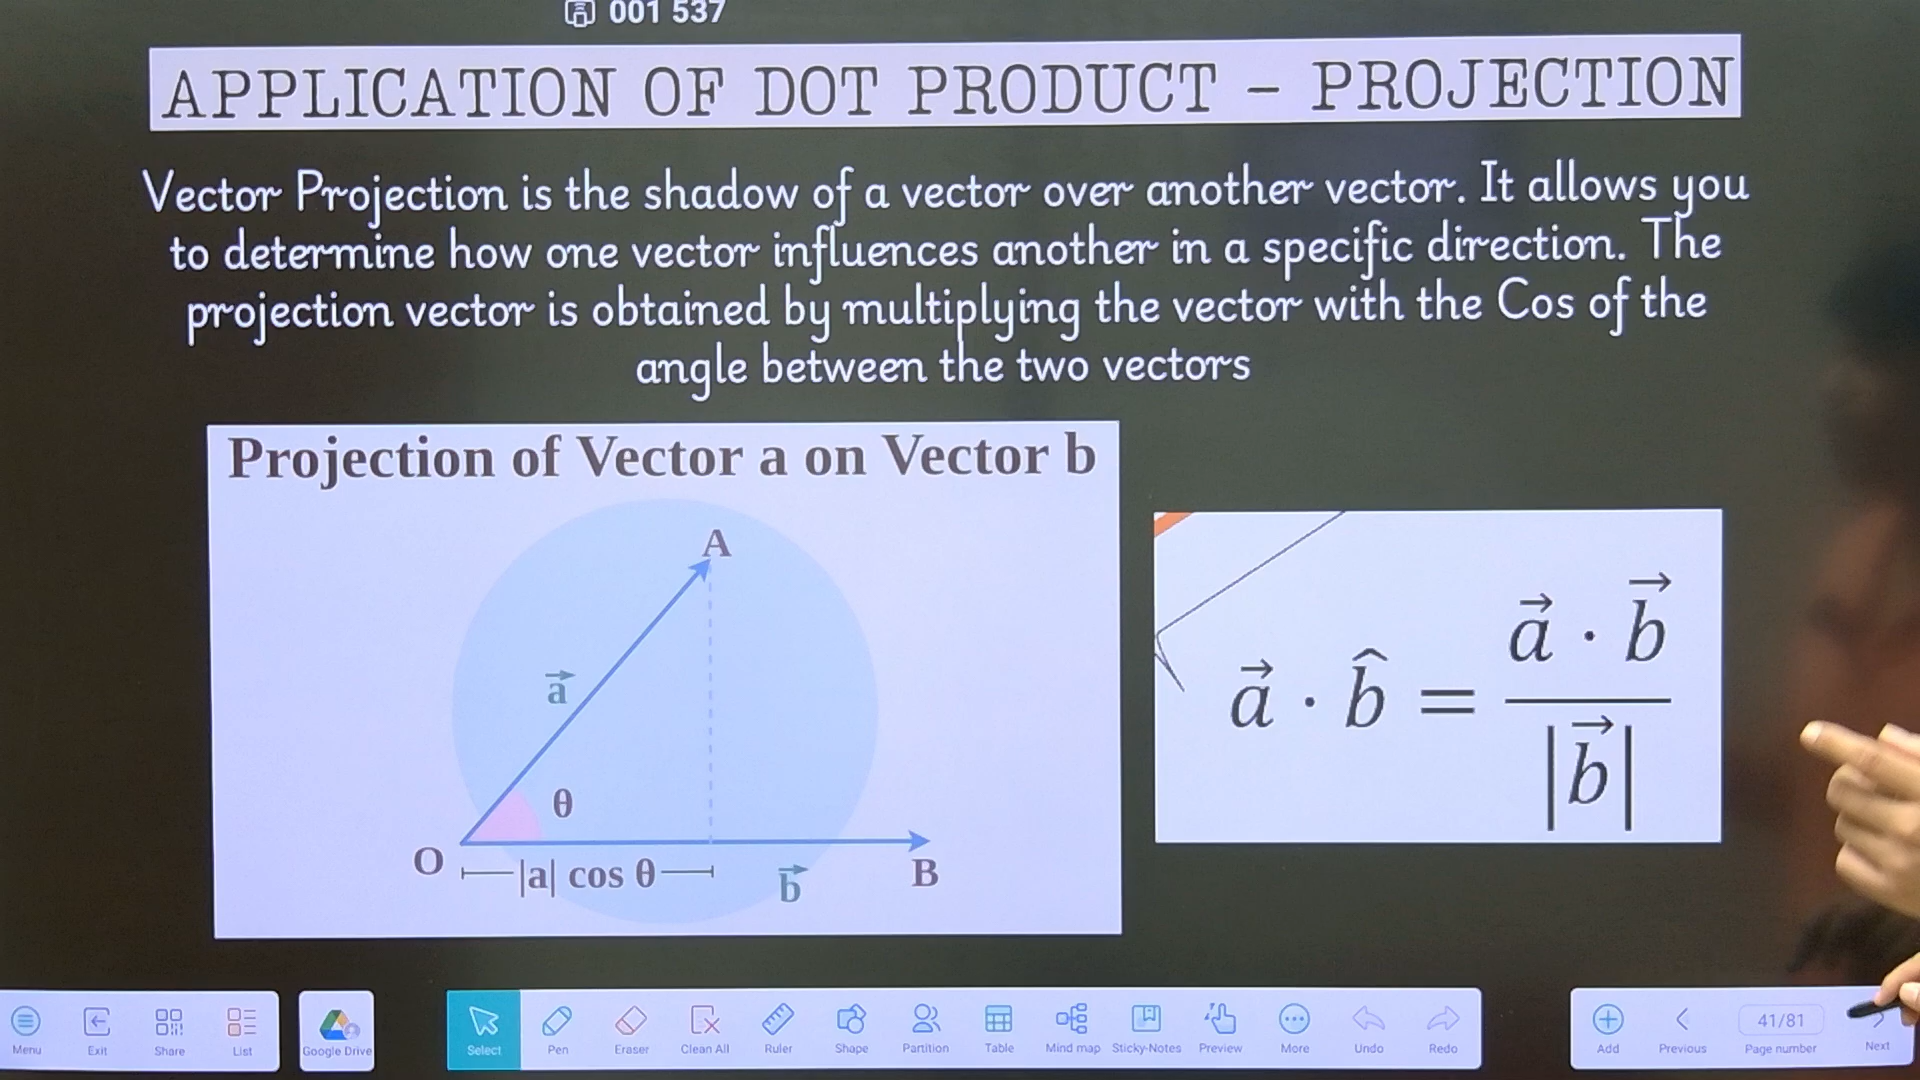 001 537
APPLICATION OF DOT PRODUCT - PROJECTION
Vector Projection is the shadow of a vector over another vector. It allows you
to determine how one vector influences another in a specific direction. The
projection vector is obtained by multiplying the vector with the Cos of the
angle between the two vectors
Projection of Vector a on Vector b
A
a⃗
θ
O
|a| cos θ
b⃗
B
a⃗ · b̂ = a⃗ · b⃗ / |b⃗|
Menu Exit Share List Google Drive Select Pen Eraser Clean All Ruler Shape Partition Table Mind map Sticky-Notes Preview More Undo Redo Add Previous 41/81 Page number Next